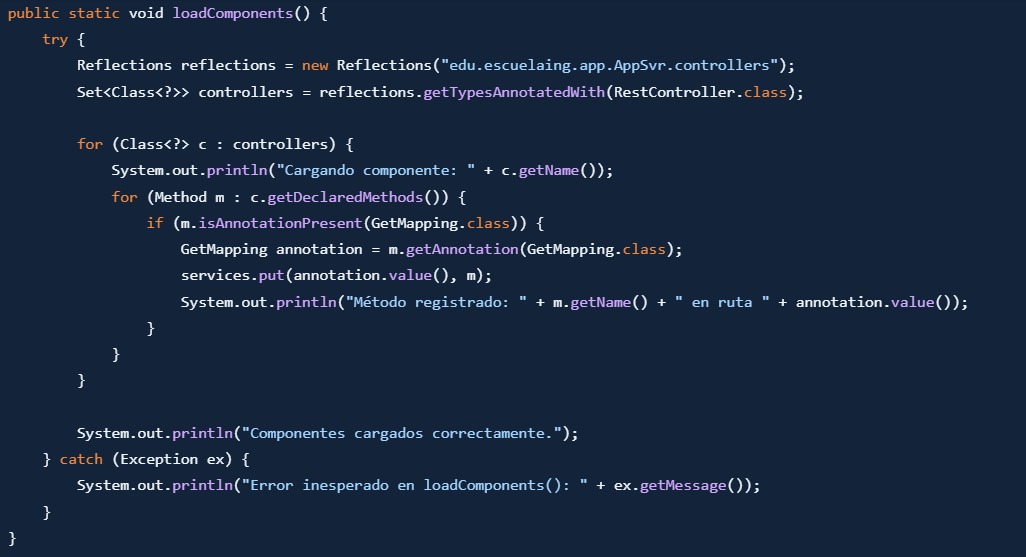 public static void loadComponents() {
    try {
        Reflections reflections = new Reflections("edu.escuelaing.app.AppSvr.controllers");
        Set<Class<?>> controllers = reflections.getTypesAnnotatedWith(RestController.class);

        for (Class<?> c : controllers) {
            System.out.println("Cargando componente: " + c.getName());
            for (Method m : c.getDeclaredMethods()) {
                if (m.isAnnotationPresent(GetMapping.class)) {
                    GetMapping annotation = m.getAnnotation(GetMapping.class);
                    services.put(annotation.value(), m);
                    System.out.println("Método registrado: " + m.getName() + " en ruta " + annotation.value());
                }
            }
        }

        System.out.println("Componentes cargados correctamente.");
    } catch (Exception ex) {
        System.out.println("Error inesperado en loadComponents(): " + ex.getMessage());
    }
}